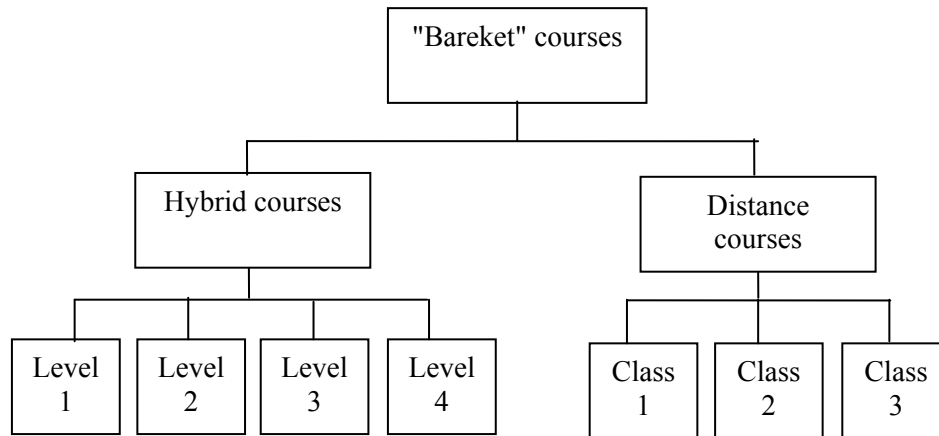 "Bareket" courses
Hybrid courses
Distance
courses
Level
1
Level
2
Level
3
Level
4
Class
1
Class
2
Class
3